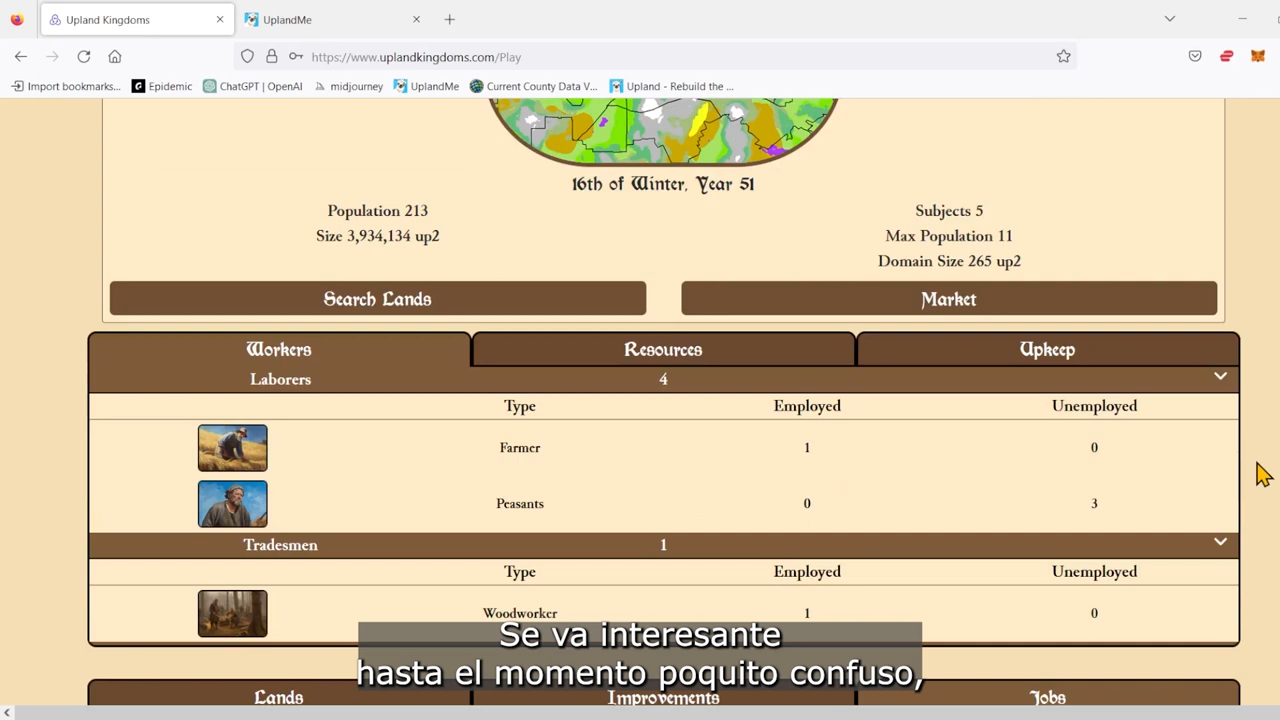 Upland Kingdoms
UplandMe
https://www.uplandkingdoms.com/Play
Import bookmarks...
Epidemic
ChatGPT | OpenAI
midjourney
UplandMe
Current County Data V...
Upland - Rebuild the ...
16th of Winter, Year 51
Population 213
Size 3,934,134 up2
Subjects 5
Max Population 11
Domain Size 265 up2
Search Lands
Market
Workers
Resources
Upkeep
Laborers 4
Type Employed Unemployed
Farmer 1 0
Peasants 0 3
Tradesmen 1
Type Employed Unemployed
Woodworker 1 0
Se va interesante
hasta el momento poquito confuso,
Lands
Improvements
Jobs